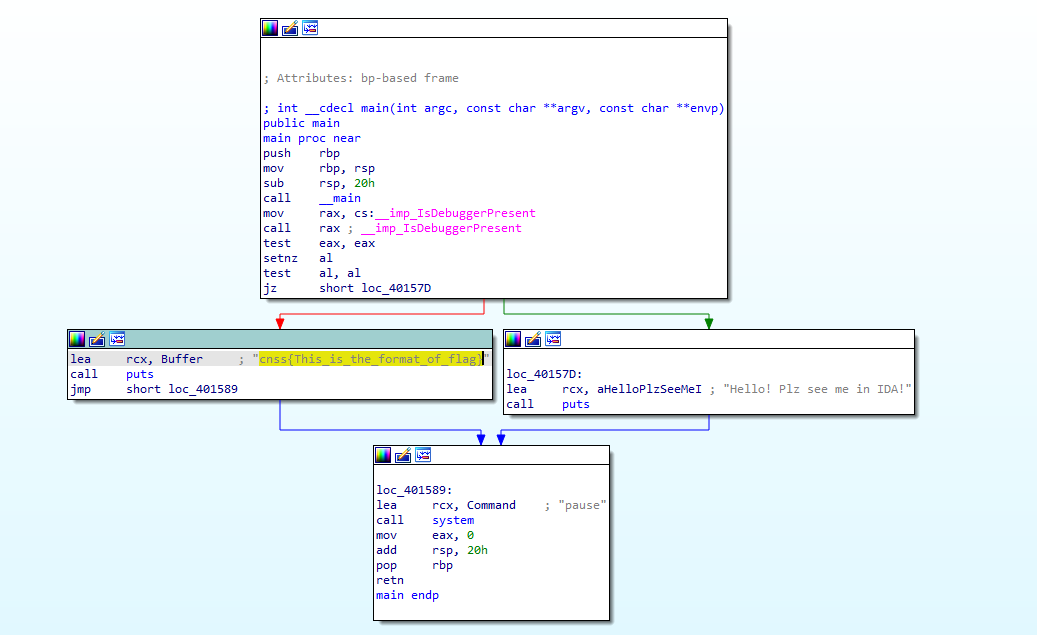 ; Attributes: bp-based frame
; int __cdecl main(int argc, const char **argv, const char **envp)
public main
main proc near
push    rbp
mov     rbp, rsp
sub     rsp, 20h
call    __main
mov     rax, cs:__imp_IsDebuggerPresent
call    rax ; __imp_IsDebuggerPresent
test    eax, eax
setnz   al
test    al, al
jz      short loc_40157D
lea     rcx, Buffer     ; "cnss{This_is_the_format_of_flag}"
call    puts
jmp     short loc_401589
loc_40157D:
lea     rcx, aHelloPlzSeeMeI ; "Hello! Plz see me in IDA!"
call    puts
loc_401589:
lea     rcx, Command    ; "pause"
call    system
mov     eax, 0
add     rsp, 20h
pop     rbp
retn
main endp